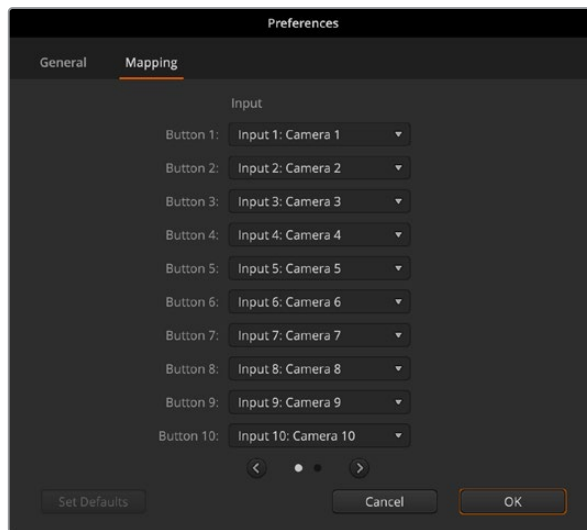 Preferences
General Mapping
Input
Button 1: Input 1: Camera 1
Button 2: Input 2: Camera 2
Button 3: Input 3: Camera 3
Button 4: Input 4: Camera 4
Button 5: Input 5: Camera 5
Button 6: Input 6: Camera 6
Button 7: Input 7: Camera 7
Button 8: Input 8: Camera 8
Button 9: Input 9: Camera 9
Button 10: Input 10: Camera 10
Set Defaults Cancel OK